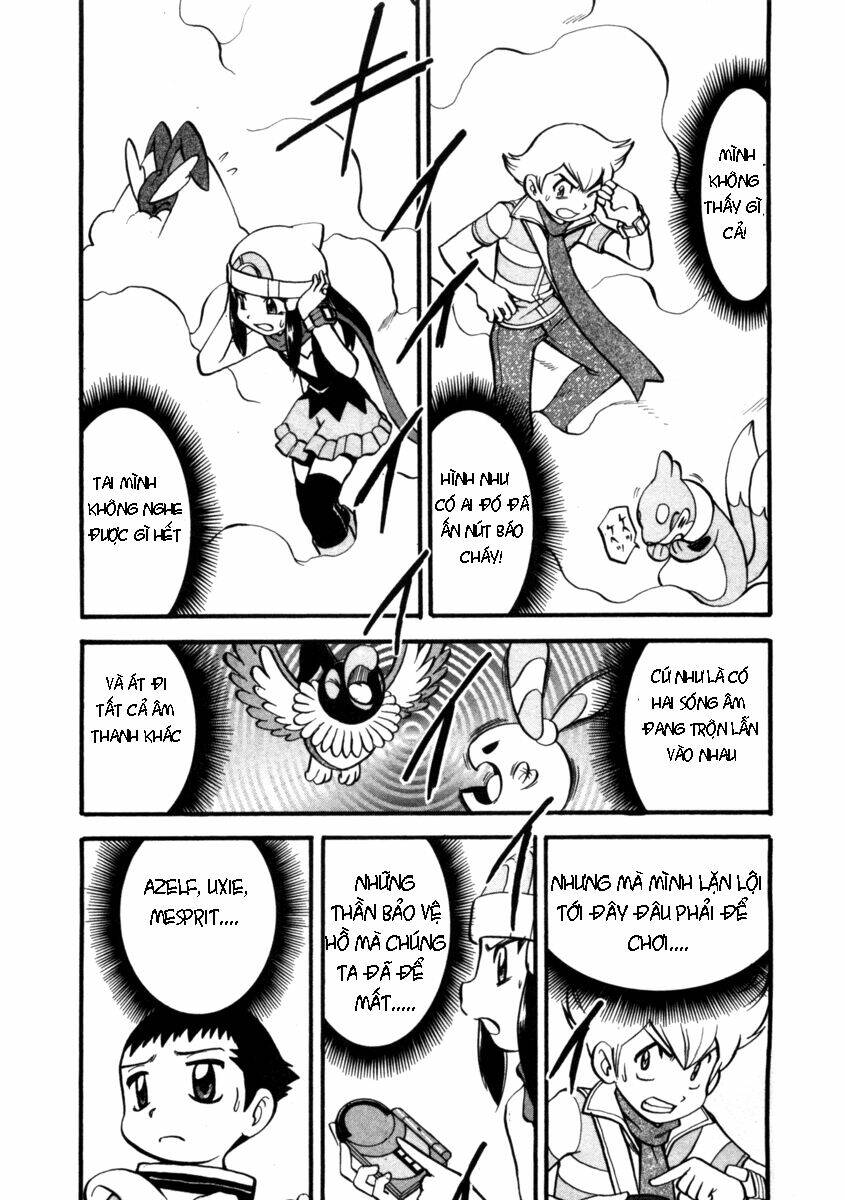 MÌNH
KHÔNG
THẤY GÌ
CẢ!
HÌNH NHƯ
CÓ AI ĐÓ ĐÃ
ẤN NÚT BÁO
CHÁY!
TAI MÌNH
KHÔNG NGHE
ĐƯỢC GÌ HẾT
CỨ NHƯ LÀ CÓ
HAI SÓNG ÂM
ĐANG TRỘN LẪN
VÀO NHAU
VÀ ÁT ĐI
TẤT CẢ ÂM
THANH KHÁC
NHƯNG MÀ MÌNH LẶN LỘI
TỚI ĐÂY ĐÂU PHẢI ĐỂ
CHƠI....
NHỮNG
THẦN BẢO VỆ
HỒ MÀ CHÚNG
TA ĐÃ ĐỂ
MẤT.....
AZELF, UXIE,
MESPRIT....